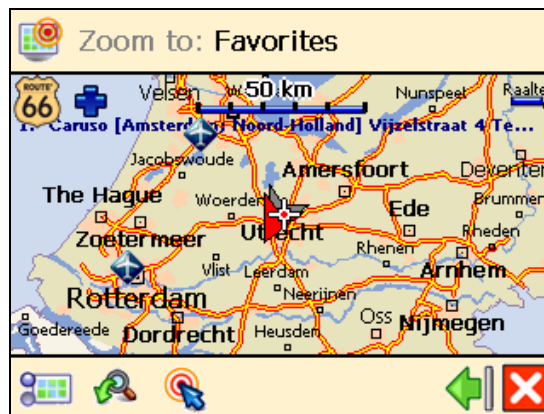 Zoom to: Favorites
ROUTE 66
Velsen
50 km
Nunspeet
Raalte
1. Caruso [Amsterdam Noord-Holland] Vijzelstraat 4 Te...
Jacobswoude
Amersfoort
Deventer
The Hague
Woerden
Ede
Brummen
Zoetermeer
Utrecht
Rheden
Rhenen
Vlist
Leerdam
Arnhem
Rotterdam
Neerijnen
Goedereede
Dordrecht
Heusden
Oss
Nijmegen